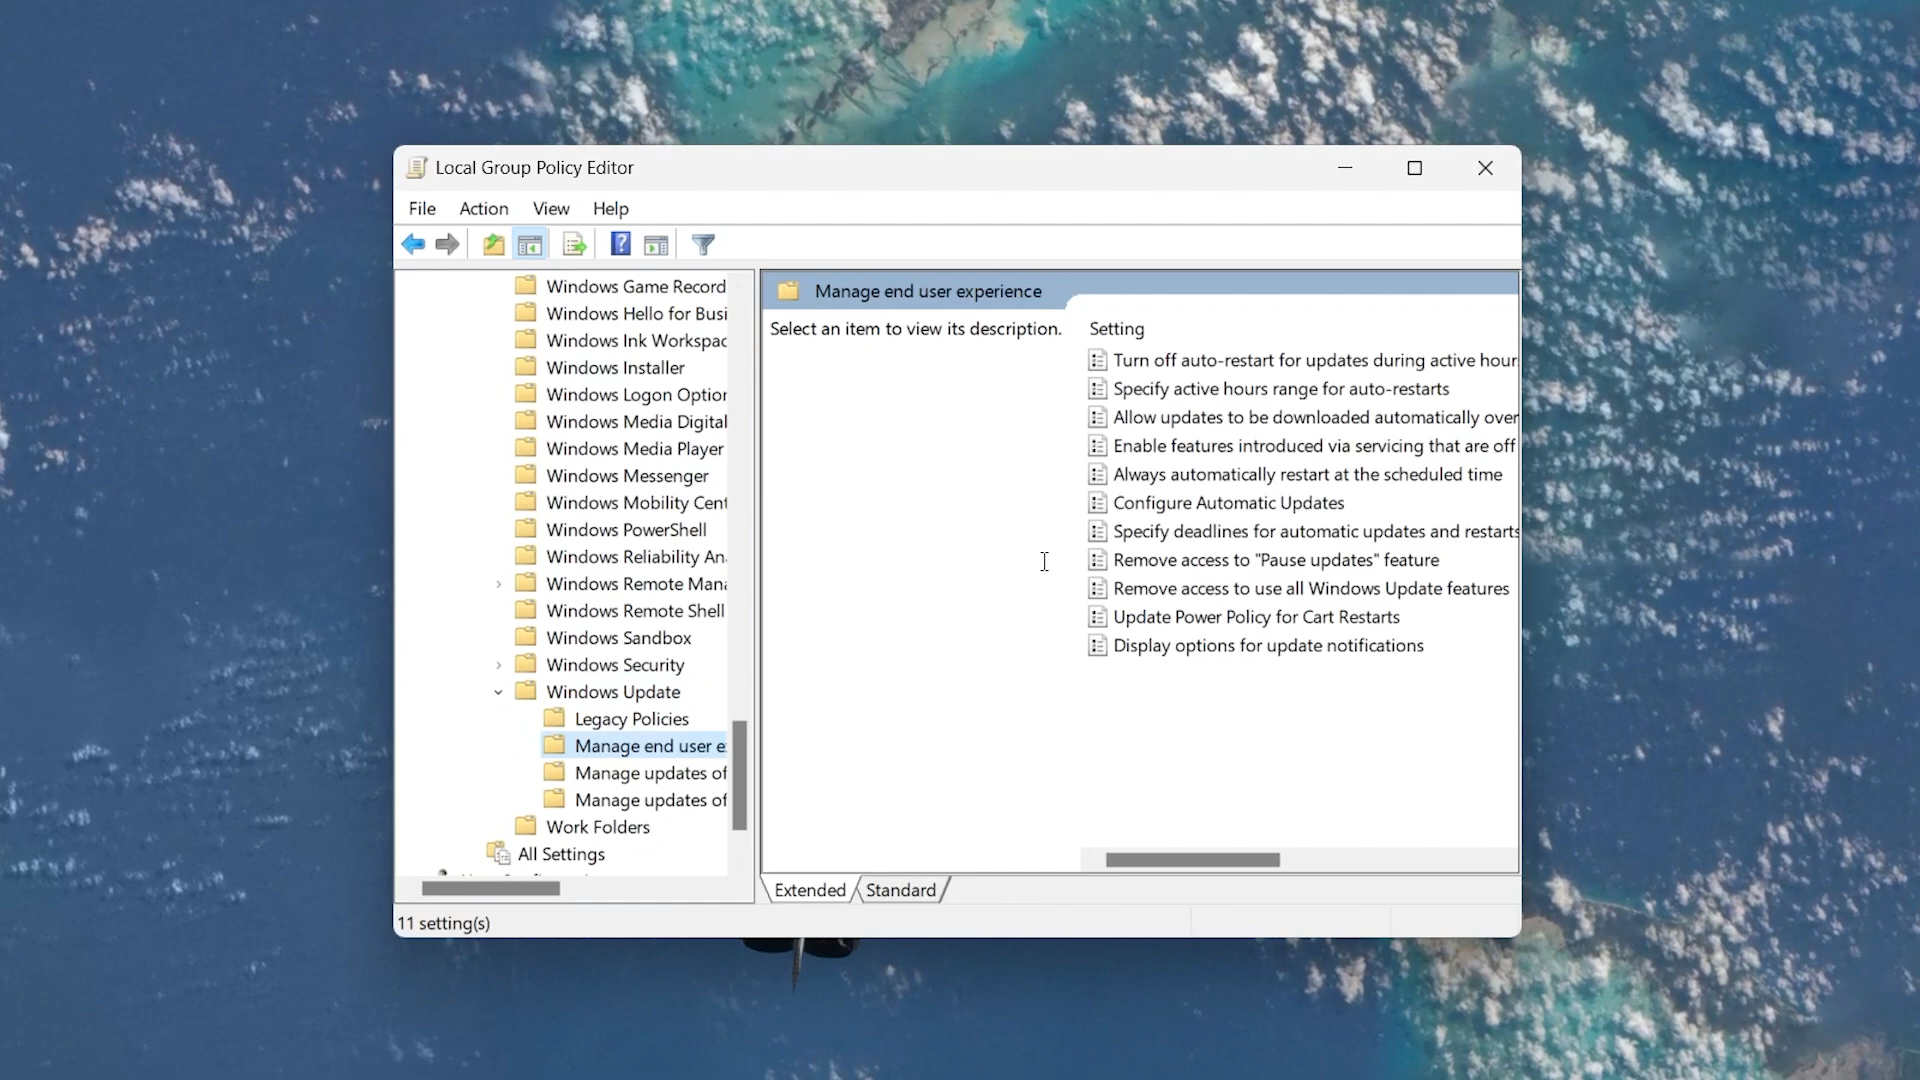 Local Group Policy Editor
File Action View Help
Windows Game Record
Windows Hello for Busi
Windows Ink Workspac
Windows Installer
Windows Logon Option
Windows Media Digital
Windows Media Player
Windows Messenger
Windows Mobility Cent
Windows PowerShell
Windows Reliability An
Windows Remote Mana
Windows Remote Shell
Windows Sandbox
Windows Security
Windows Update
Legacy Policies
Manage end user e
Manage updates of
Manage updates of
Work Folders
All Settings
Manage end user experience
Select an item to view its description.
Setting
Turn off auto-restart for updates during active hour
Specify active hours range for auto-restarts
Allow updates to be downloaded automatically over
Enable features introduced via servicing that are off
Always automatically restart at the scheduled time
Configure Automatic Updates
Specify deadlines for automatic updates and restarts
Remove access to "Pause updates" feature
Remove access to use all Windows Update features
Update Power Policy for Cart Restarts
Display options for update notifications
Extended Standard
11 setting(s)